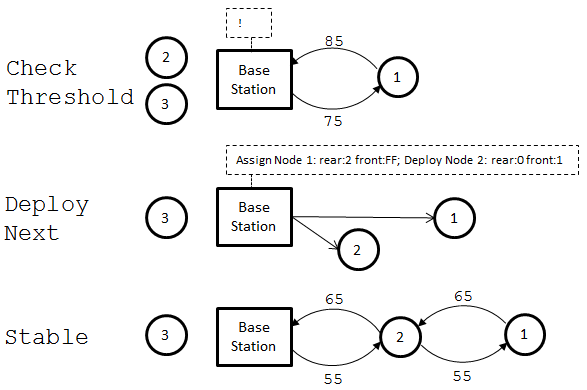 !
Check
Threshold
2
3
Base
Station
85
75
1
Assign Node 1: rear:2 front:FF; Deploy Node 2: rear:0 front:1
Deploy
Next
3
Base
Station
1
2
Stable
3
Base
Station
65
55
2
65
55
1